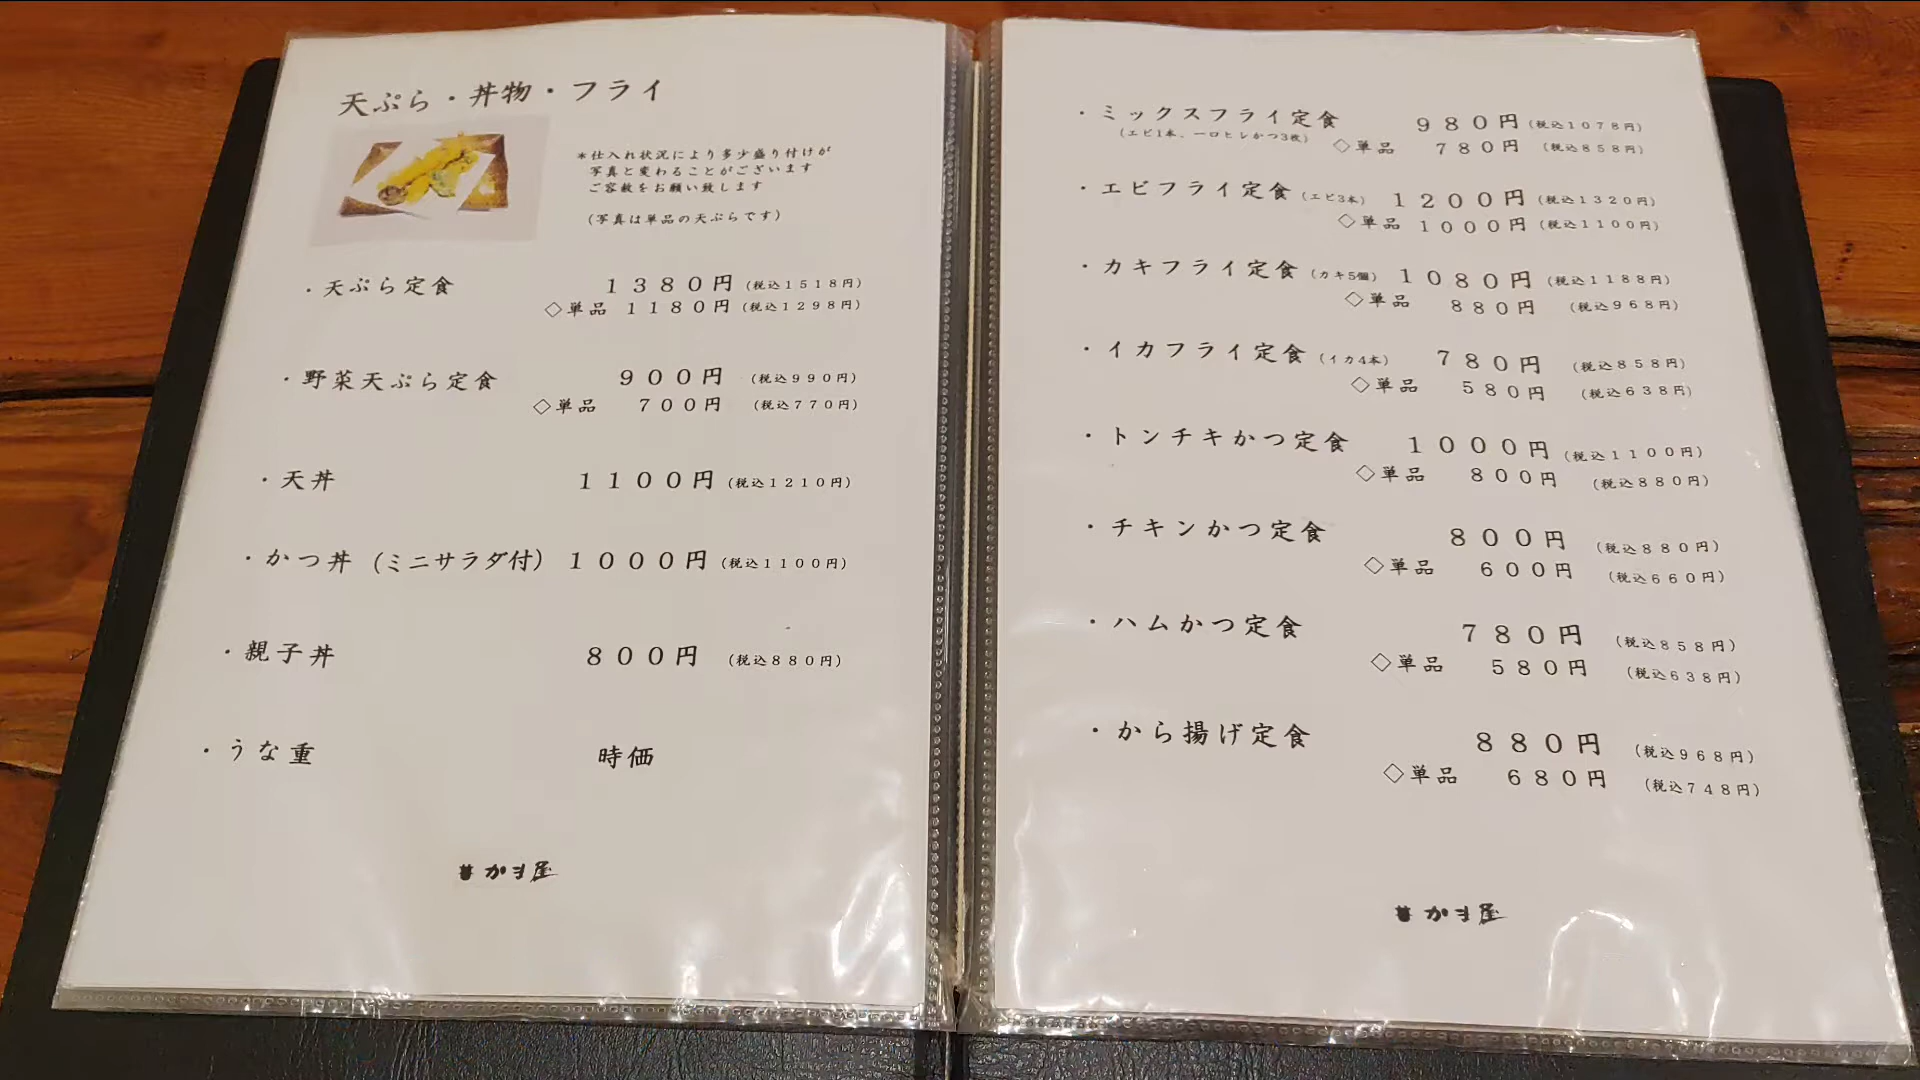 天ぷら・丼物・フライ
*仕入れ状況により多少盛り付けが
写真と変わることがございます
ご容赦をお願い致します
(写真は単品の天ぷらです)
・天ぷら定食 1380円 (税込1518円)
◇単品 1180円 (税込1298円)
・野菜天ぷら定食 900円 (税込990円)
◇単品 700円 (税込770円)
・天丼 1100円 (税込1210円)
・かつ丼 (ミニサラダ付) 1000円 (税込1100円)
・親子丼 800円 (税込880円)
・うな重 時価
かま屋
・ミックスフライ定食 980円 (税込1078円)
(エビ1本、一口ヒレかつ3枚) ◇単品 780円 (税込858円)
・エビフライ定食 (エビ3本) 1200円 (税込1320円)
◇単品 1000円 (税込1100円)
・カキフライ定食 (カキ5個) 1080円 (税込1188円)
◇単品 880円 (税込968円)
・イカフライ定食 (イカ4本) 780円 (税込858円)
◇単品 580円 (税込638円)
・トンチキかつ定食 1000円 (税込1100円)
◇単品 800円 (税込880円)
・チキンかつ定食 800円 (税込880円)
◇単品 600円 (税込660円)
・ハムかつ定食 780円 (税込858円)
◇単品 580円 (税込638円)
・から揚げ定食 880円 (税込968円)
◇単品 680円 (税込748円)
かま屋